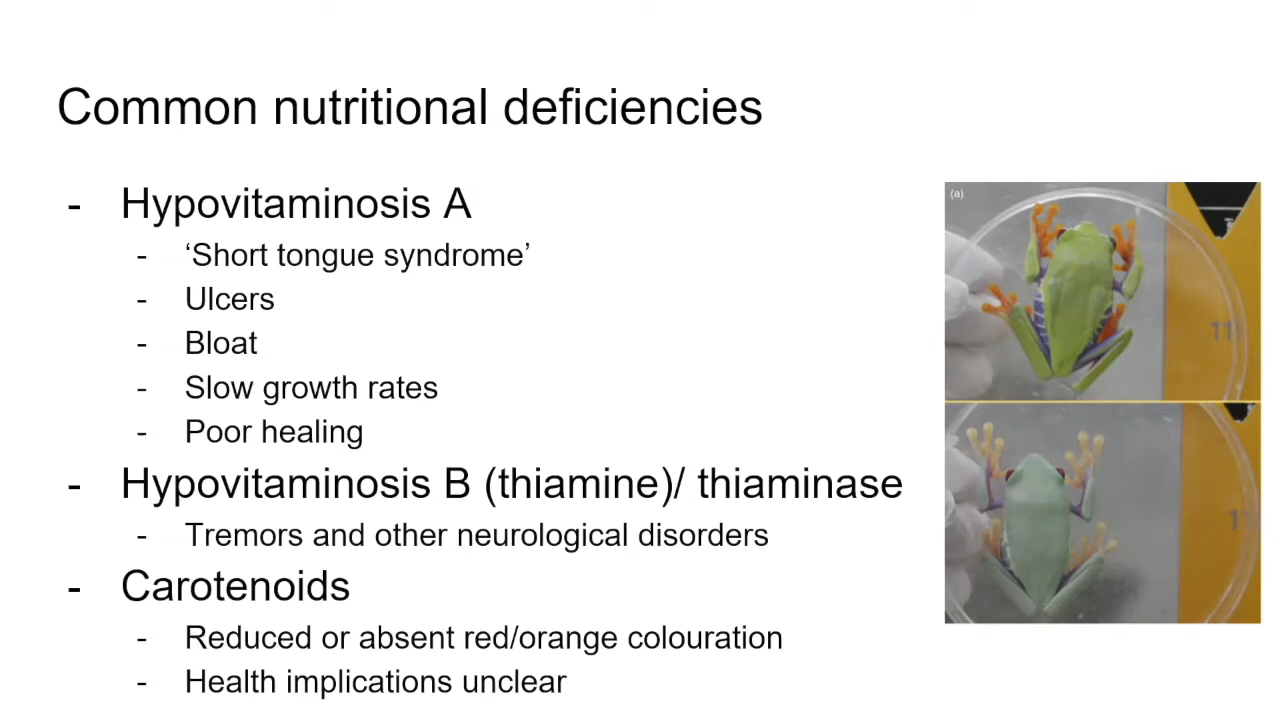 Common nutritional deficiencies
- Hypovitaminosis A
- ‘Short tongue syndrome’
- Ulcers
- Bloat
- Slow growth rates
- Poor healing
- Hypovitaminosis B (thiamine)/ thiaminase
- Tremors and other neurological disorders
- Carotenoids
- Reduced or absent red/orange colouration
- Health implications unclear
(a)
11